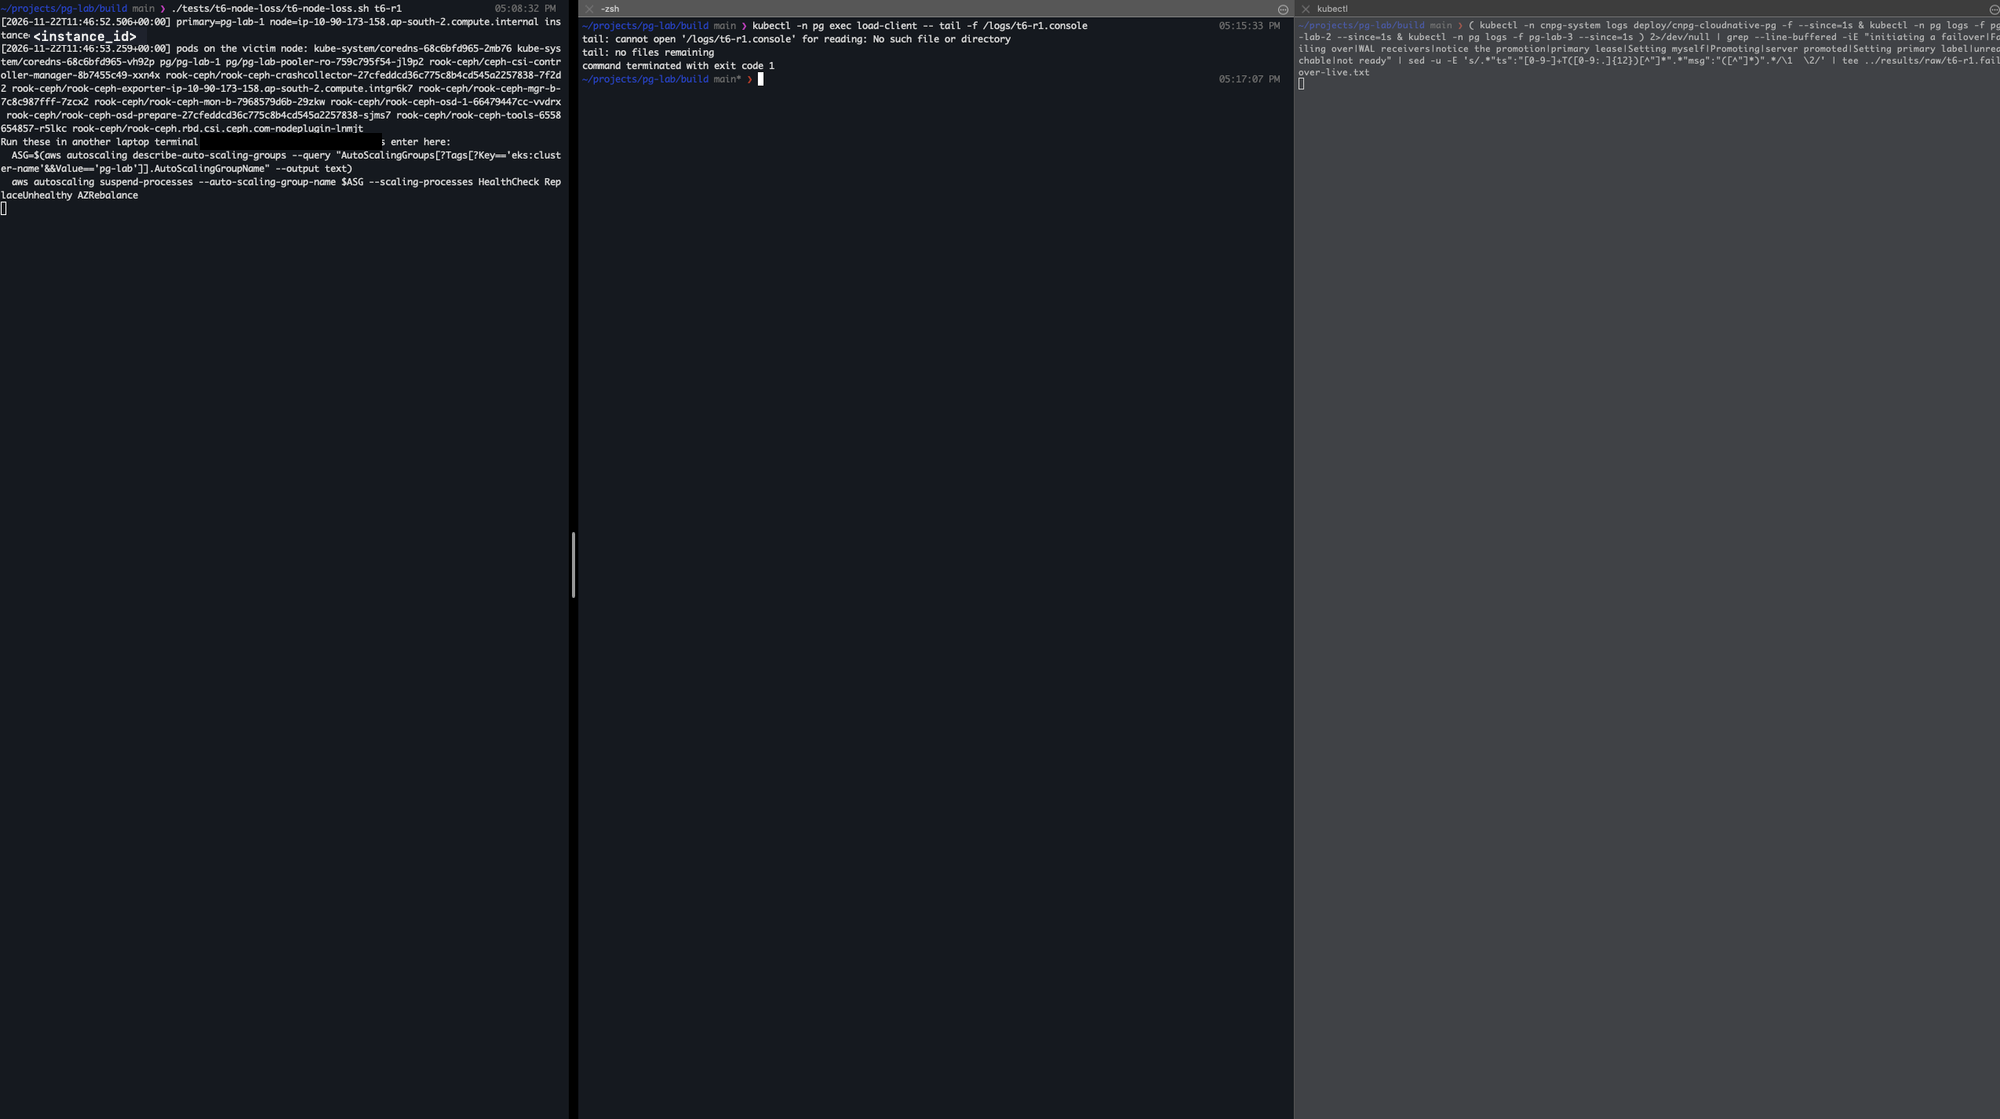 ~/projects/pg-lab/build main ❯ ./tests/t6-node-loss/t6-node-loss.sh t6-r1 05:08:32 PM
[2026-11-22T11:46:52.506+00:00] primary=pg-lab-1 node=ip-10-90-173-158.ap-south-2.compute.internal ins
tance= <instance_id>
[2026-11-22T11:46:53.259+00:00] pods on the victim node: kube-system/coredns-68c6bfd965-2mb76 kube-sys
tem/coredns-68c6bfd965-vh92p pg/pg-lab-1 pg/pg-lab-pooler-ro-759c795f54-jl9p2 rook-ceph/ceph-csi-contr
oller-manager-8b7455c49-xxn4x rook-ceph/rook-ceph-crashcollector-27cfeddcd36c775c8b4cd545a2257838-7f2d
2 rook-ceph/rook-ceph-exporter-ip-10-90-173-158.ap-south-2.compute.intgr6k7 rook-ceph/rook-ceph-mgr-b-
7c8c987fff-7zcx2 rook-ceph/rook-ceph-mon-b-7968579d6b-29zkw rook-ceph/rook-ceph-osd-1-66479447cc-vvdrx
rook-ceph/rook-ceph-osd-prepare-27cfeddcd36c775c8b4cd545a2257838-sjms7 rook-ceph/rook-ceph-tools-6558
654857-r5lkc rook-ceph/rook-ceph.rbd.csi.ceph.com-nodeplugin-lnmjt
Run these in another laptop terminal s enter here:
ASG=$(aws autoscaling describe-auto-scaling-groups --query "AutoScalingGroups[?Tags[?Key=='eks:clust
er-name'&&Value=='pg-lab']].AutoScalingGroupName" --output text)
aws autoscaling suspend-processes --auto-scaling-group-name $ASG --scaling-processes HealthCheck Rep
laceUnhealthy AZRebalance
-zsh
~/projects/pg-lab/build main ❯ kubectl -n pg exec load-client -- tail -f /logs/t6-r1.console 05:15:33 PM
tail: cannot open '/logs/t6-r1.console' for reading: No such file or directory
tail: no files remaining
command terminated with exit code 1
~/projects/pg-lab/build main* ❯ 05:17:07 PM
kubectl
~/projects/pg-lab/build main ❯ ( kubectl -n cnpg-system logs deploy/cnpg-cloudnative-pg -f --since=1s & kubectl -n pg logs -f pg
-lab-2 --since=1s & kubectl -n pg logs -f pg-lab-3 --since=1s ) 2>/dev/null | grep --line-buffered -iE "initiating a failover|Fa
iling over|WAL receivers|notice the promotion|primary lease|Setting myself|Promoting|server promoted|Setting primary label|unrea
chable|not ready" | sed -u -E 's/.*"ts":"[0-9-]+T([0-9:.]{12})[^"]*".*"msg":"([^"]*)".*/\1  \2/' | tee ../results/raw/t6-r1.fail
over-live.txt